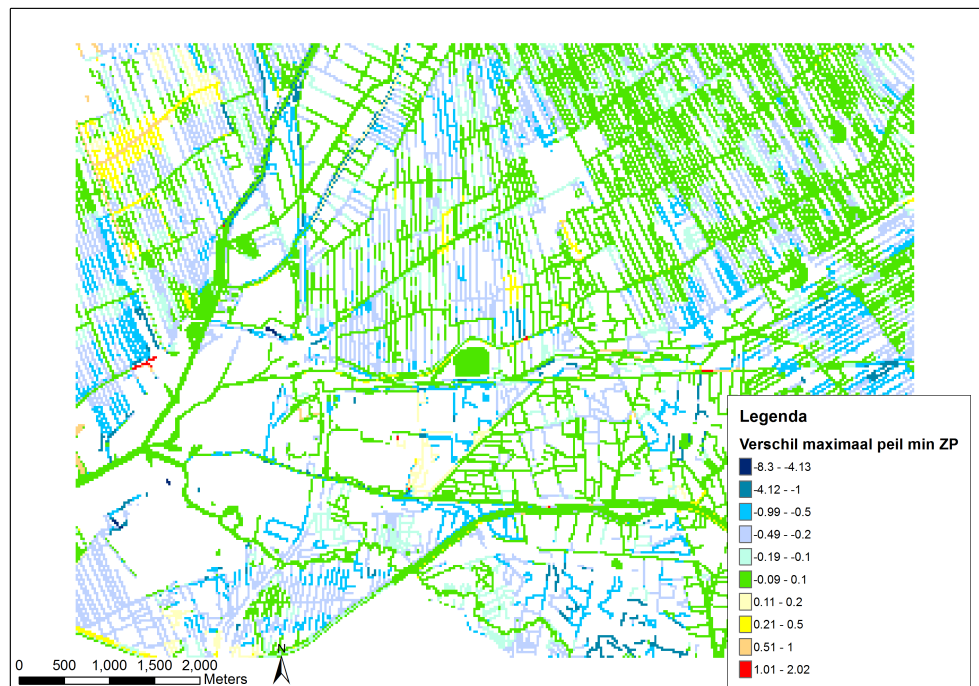 Legenda
Verschil maximaal peil min ZP
-8.3 - -4.13
-4.12 - -1
-0.99 - -0.5
-0.49 - -0.2
-0.19 - -0.1
-0.09 - 0.1
0.11 - 0.2
0.21 - 0.5
0.51 - 1
1.01 - 2.02
N
0 500 1,000 1,500 2,000
Meters